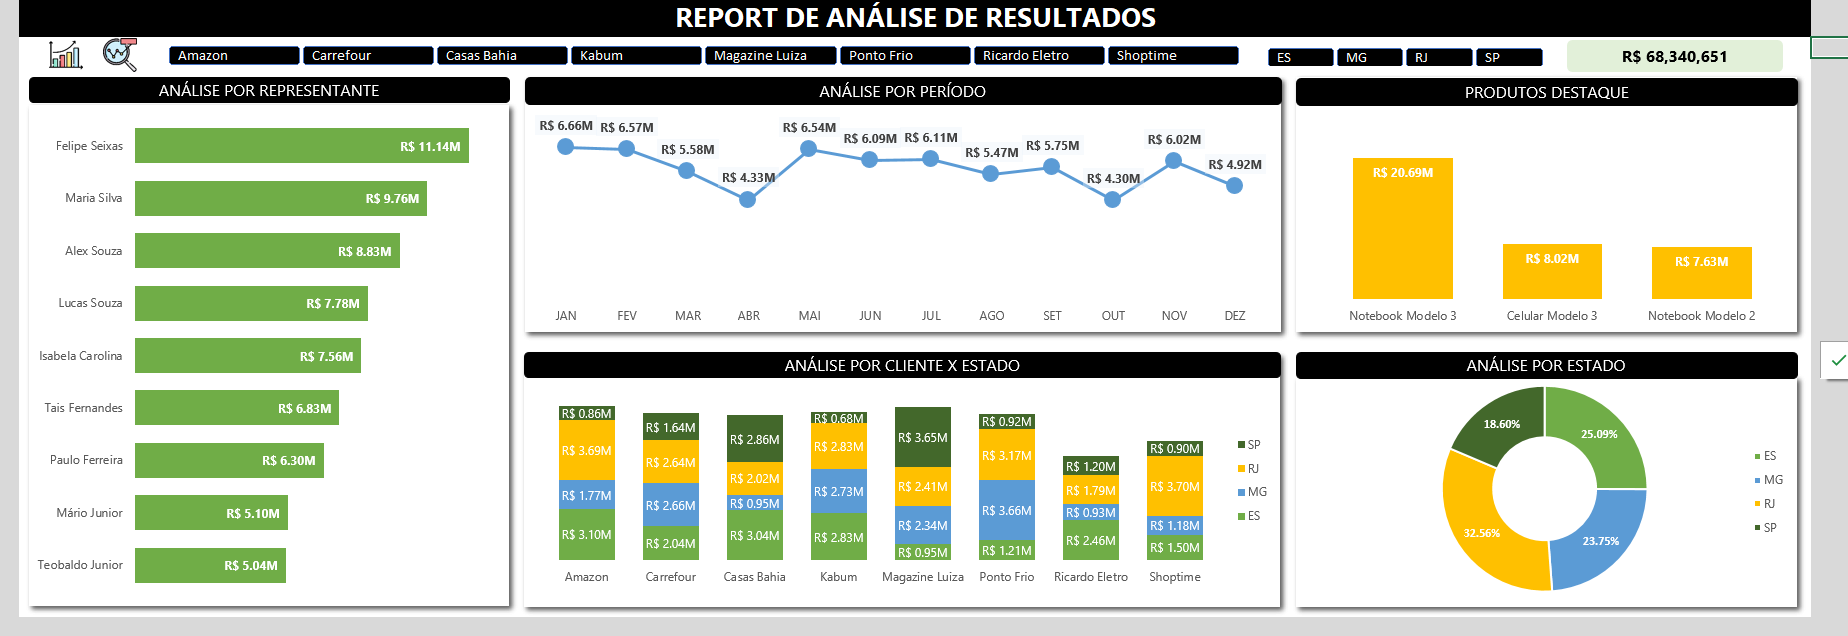 REPORT DE ANÁLISE DE RESULTADOS
Amazon Carrefour Casas Bahia Kabum Magazine Luiza Ponto Frio Ricardo Eletro Shoptime ES MG RJ SP R$ 68,340,651
ANÁLISE POR REPRESENTANTE
Felipe Seixas R$ 11.14M
Maria Silva R$ 9.76M
Alex Souza R$ 8.83M
Lucas Souza R$ 7.78M
Isabela Carolina R$ 7.56M
Tais Fernandes R$ 6.83M
Paulo Ferreira R$ 6.30M
Mário Junior R$ 5.10M
Teobaldo Junior R$ 5.04M
ANÁLISE POR PERÍODO
R$ 6.66M R$ 6.57M R$ 5.58M R$ 4.33M R$ 6.54M R$ 6.09M R$ 6.11M R$ 5.47M R$ 5.75M R$ 4.30M R$ 6.02M R$ 4.92M
JAN FEV MAR ABR MAI JUN JUL AGO SET OUT NOV DEZ
PRODUTOS DESTAQUE
R$ 20.69M R$ 8.02M R$ 7.63M
Notebook Modelo 3 Celular Modelo 3 Notebook Modelo 2
ANÁLISE POR CLIENTE X ESTADO
R$ 0.86M R$ 1.64M R$ 2.86M R$ 0.68M R$ 3.65M R$ 0.92M R$ 1.20M R$ 0.90M
R$ 3.69M R$ 2.64M R$ 2.02M R$ 2.83M R$ 2.41M R$ 3.17M R$ 1.79M R$ 3.70M
R$ 1.77M R$ 2.66M R$ 0.95M R$ 2.73M R$ 2.34M R$ 3.66M R$ 0.93M R$ 1.18M
R$ 3.10M R$ 2.04M R$ 3.04M R$ 2.83M R$ 0.95M R$ 1.21M R$ 2.46M R$ 1.50M
Amazon Carrefour Casas Bahia Kabum Magazine Luiza Ponto Frio Ricardo Eletro Shoptime
SP
RJ
MG
ES
ANÁLISE POR ESTADO
18.60% 25.09%
32.56% 23.75%
ES
MG
RJ
SP